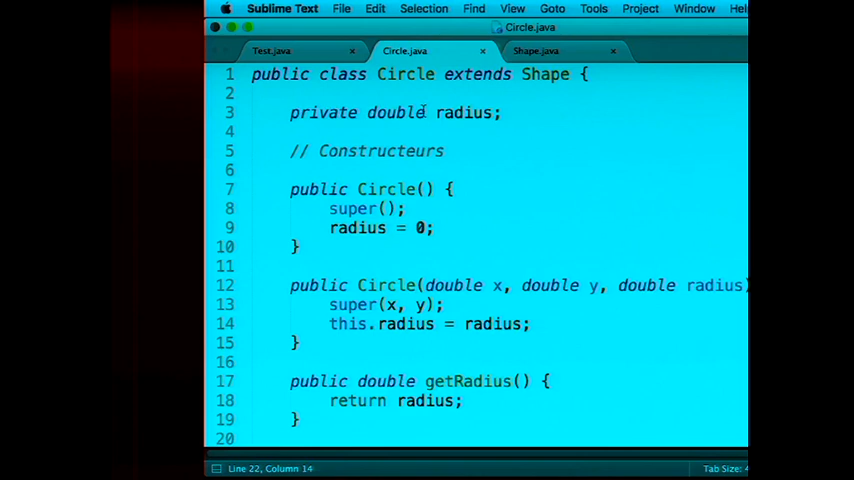 Sublime Text File Edit Selection Find View Goto Tools Project Window
Circle.java
Test.java x Circle.java x Shape.java x
1 public class Circle extends Shape {
2
3 private double radius;
4
5 // Constructeurs
6
7 public Circle() {
8 super();
9 radius = 0;
10 }
11
12 public Circle(double x, double y, double radius)
13 super(x, y);
14 this.radius = radius;
15 }
16
17 public double getRadius() {
18 return radius;
19 }
20
Line 22, Column 14 Tab Size: